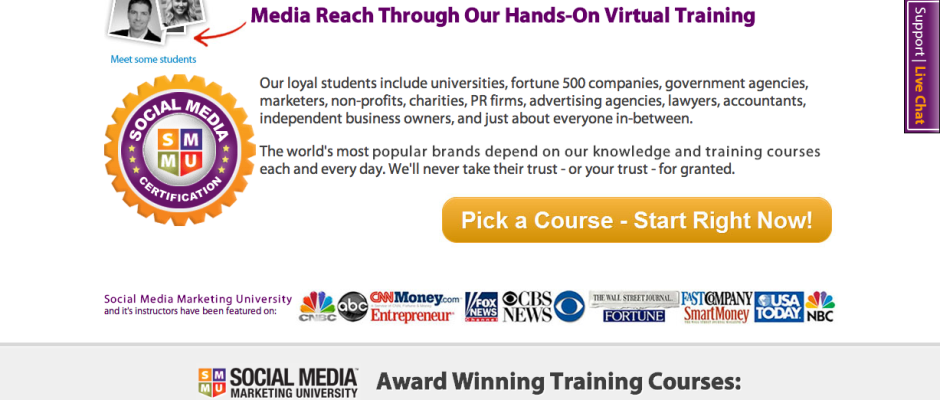 Media Reach Through Our Hands-On Virtual Training
Meet some students
Our loyal students include universities, fortune 500 companies, government agencies,
marketers, non-profits, charities, PR firms, advertising agencies, lawyers, accountants,
independent business owners, and just about everyone in-between.
SOCIAL MEDIA
SM
MU
CERTIFICATION
The world's most popular brands depend on our knowledge and training courses
each and every day. We'll never take their trust - or your trust - for granted.
Pick a Course - Start Right Now!
Support | Live Chat
Social Media Marketing University
and it's instructors have been featured on:
CNBC
abc
CNNMoney.com
Entrepreneur
FOX
NEWS
channel
CBS
NEWS
THE WALL STREET JOURNAL.
FORTUNE
FAST COMPANY
SmartMoney
USA
TODAY
NBC
SM
MU
SOCIAL MEDIA
MARKETING UNIVERSITY
Award Winning Training Courses: